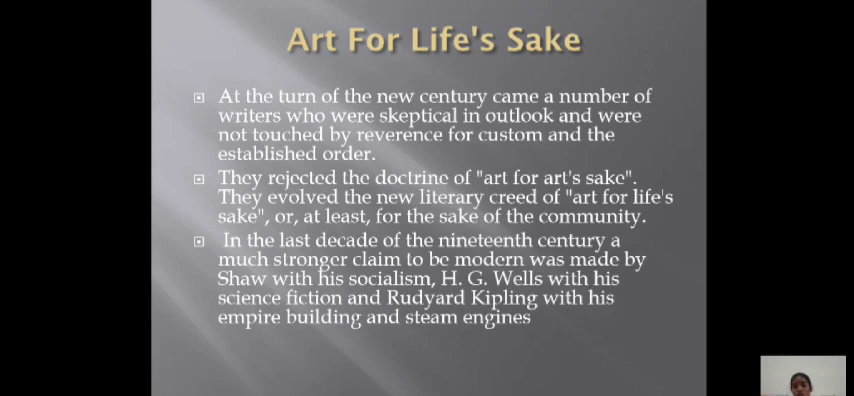 Art For Life's Sake
At the turn of the new century came a number of
writers who were skeptical in outlook and were
not touched by reverence for custom and the
established order.
They rejected the doctrine of "art for art's sake".
They evolved the new literary creed of "art for life's
sake", or, at least, for the sake of the community.
In the last decade of the nineteenth century a
much stronger claim to be modern was made by
Shaw with his socialism, H. G. Wells with his
science fiction and Rudyard Kipling with his
empire building and steam engines